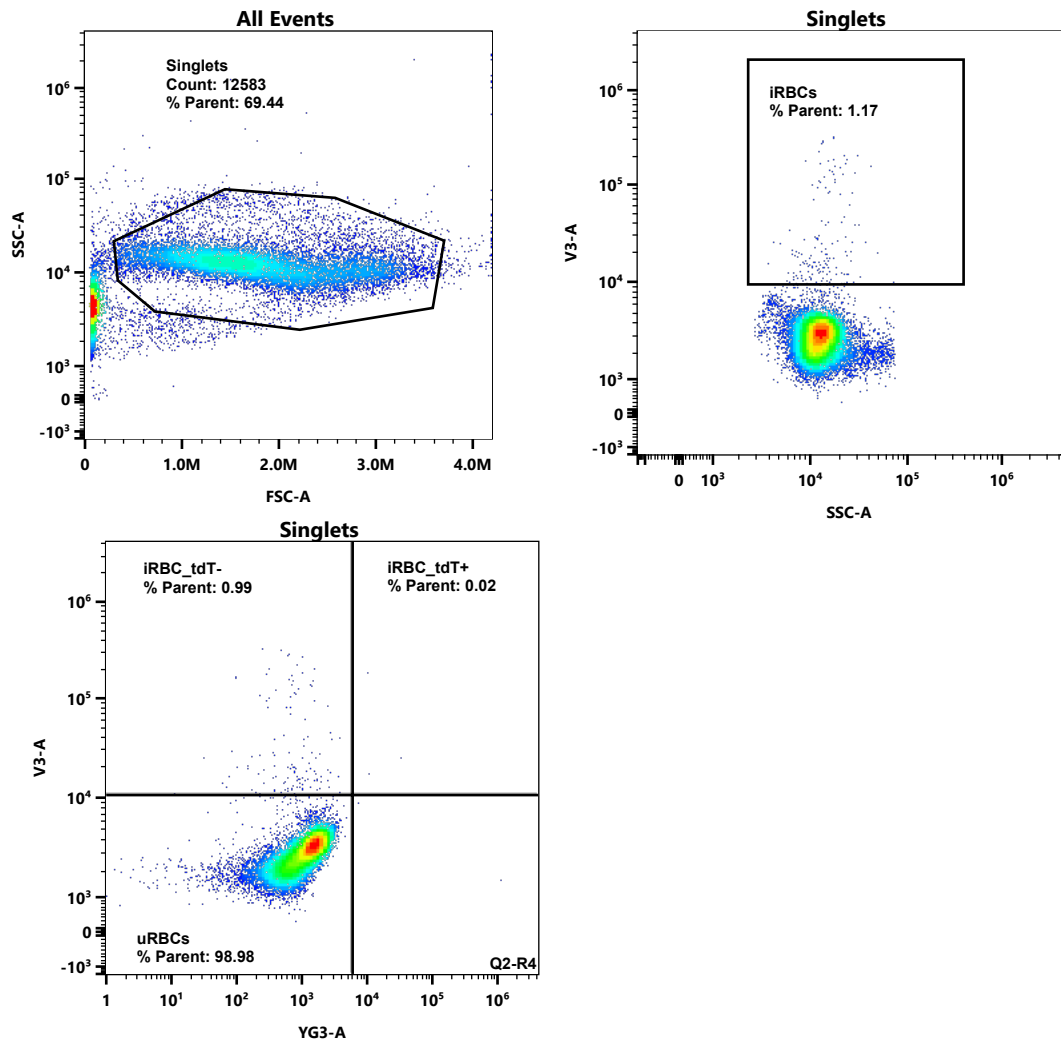 All Events
Singlets
Count: 12583
% Parent: 69.44
SSC-A
10⁶
10⁵
10⁴
10³
0
-10³
0
1.0M
2.0M
3.0M
4.0M
FSC-A
Singlets
iRBCs
% Parent: 1.17
V3-A
10⁶
10⁵
10⁴
10³
0
-10³
0
10³
10⁴
10⁵
10⁶
SSC-A
Singlets
iRBC_tdT-
% Parent: 0.99
iRBC_tdT+
% Parent: 0.02
V3-A
10⁶
10⁵
10⁴
10³
0
-10³
uRBCs
% Parent: 98.98
Q2-R4
1
10¹
10²
10³
10⁴
10⁵
10⁶
YG3-A